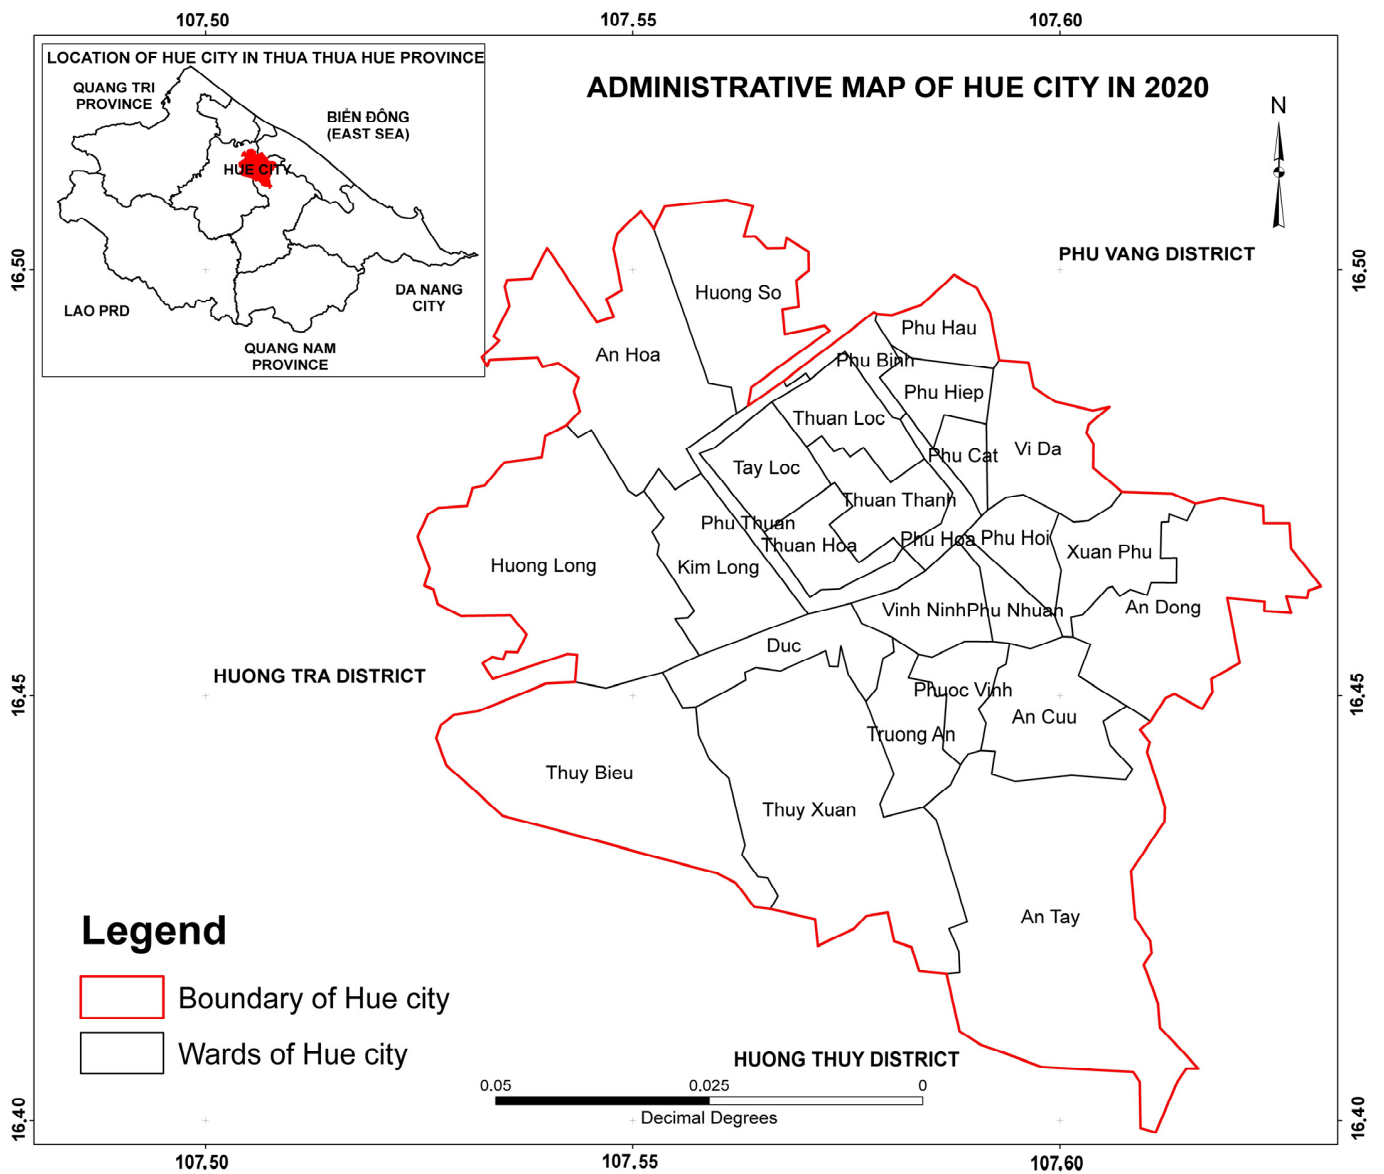 107.50
107.55
107.60
LOCATION OF HUE CITY IN THUA THUA HUE PROVINCE
QUANG TRI
PROVINCE
BIỂN ĐÔNG
(EAST SEA)
HUE CITY
LAO PRD
DA NANG
CITY
QUANG NAM
PROVINCE
ADMINISTRATIVE MAP OF HUE CITY IN 2020
N
PHU VANG DISTRICT
16.50
16.50
Huong So
Phu Hau
An Hoa
Phu Binh
Phu Hiep
Thuan Loc
Vi Da
Phu Cat
Tay Loc
Thuan Thanh
Phu Thuan
Phu Hoa
Phu Hoi
Thuan Hoa
Xuan Phu
Huong Long
Kim Long
An Dong
Vinh Ninh
Phu Nhuan
Duc
HUONG TRA DISTRICT
Phuoc Vinh
16.45
16.45
An Cuu
Truong An
Thuy Bieu
Thuy Xuan
An Tay
Legend
Boundary of Hue city
Wards of Hue city
HUONG THUY DISTRICT
0.05
0.025
0
Decimal Degrees
16.40
16.40
107.50
107.55
107.60